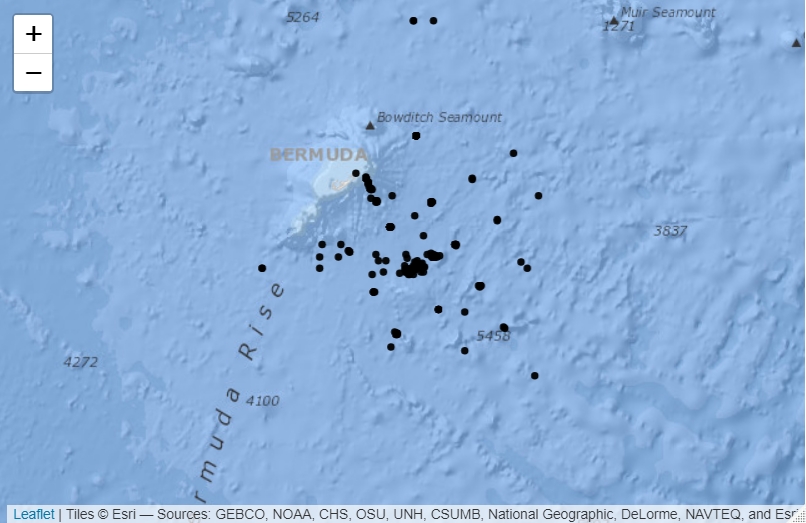 +
−
5264
Muir Seamount
1271
Bowditch Seamount
BERMUDA
3837
5458
4272
4100
rmuda Rise
Leaflet | Tiles © Esri — Sources: GEBCO, NOAA, CHS, OSU, UNH, CSUMB, National Geographic, DeLorme, NAVTEQ, and Esri